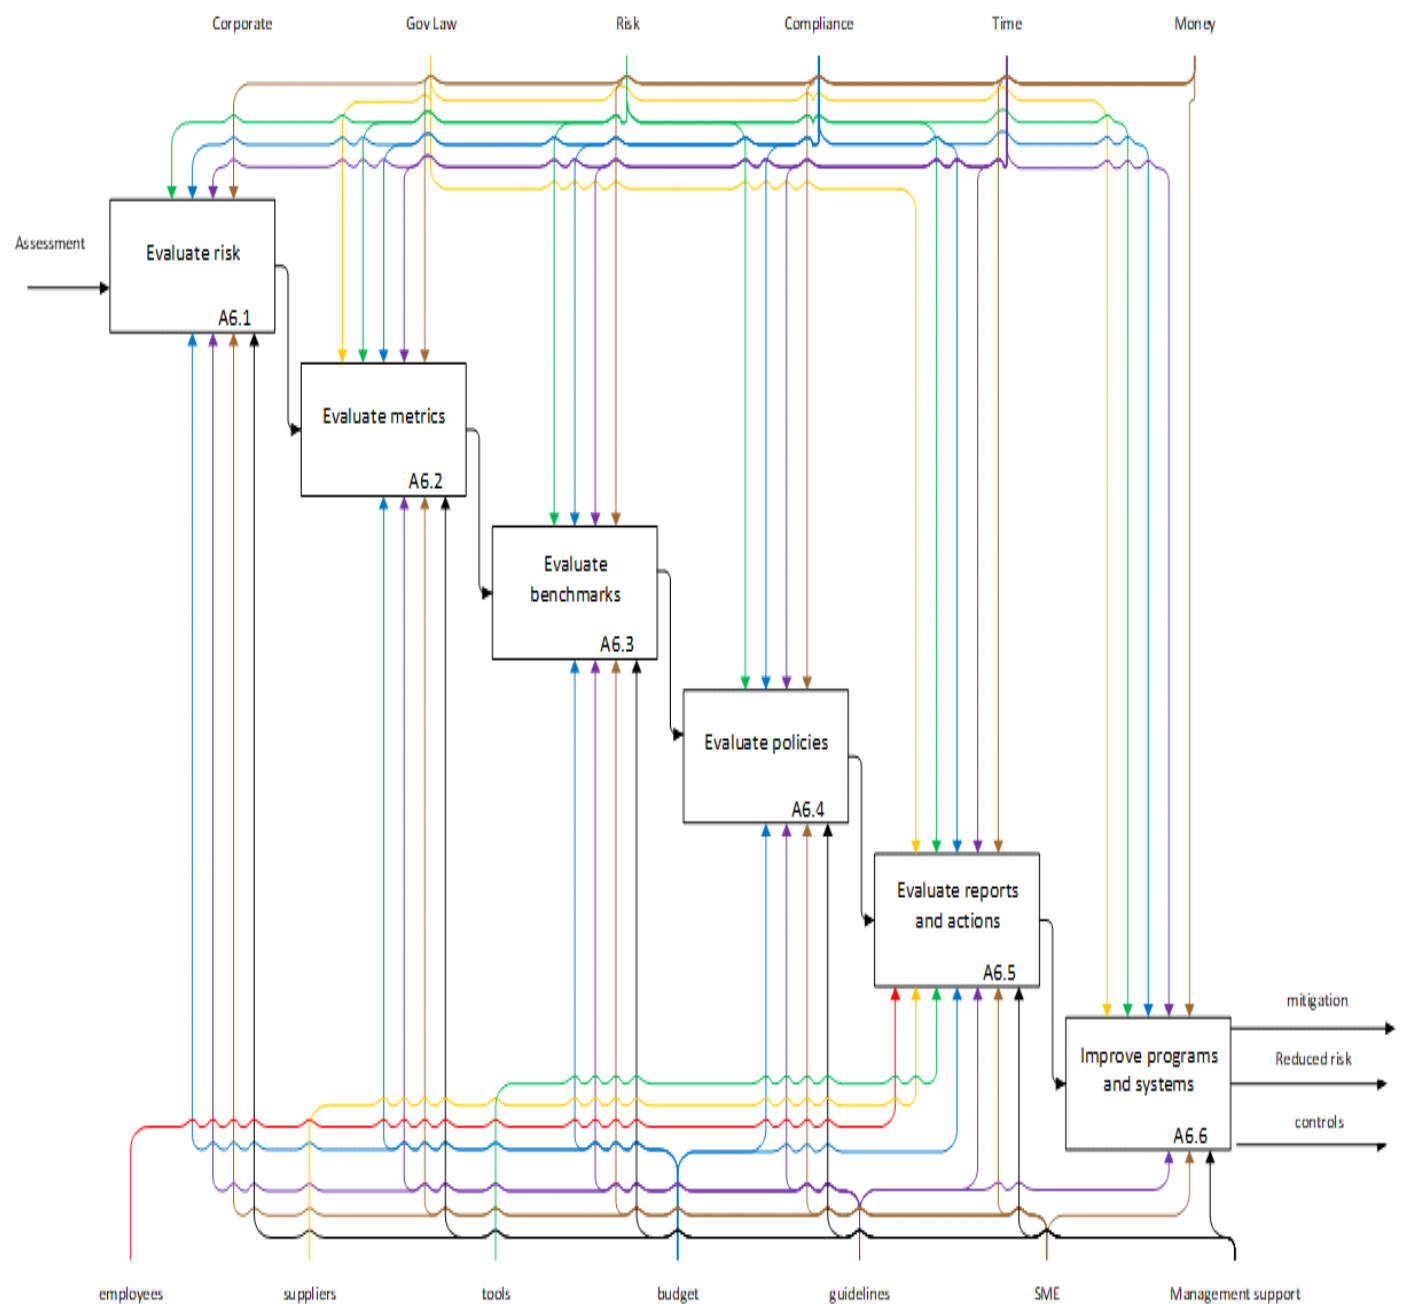 Corporate
Gov Law
Risk
Compliance
Time
Money
Assessment
Evaluate risk
A6.1
Evaluate metrics
A6.2
Evaluate
benchmarks
A6.3
Evaluate policies
A6.4
Evaluate reports
and actions
A6.5
Improve programs
and systems
A6.6
mitigation
Reduced risk
controls
employees
suppliers
tools
budget
guidelines
SME
Management support